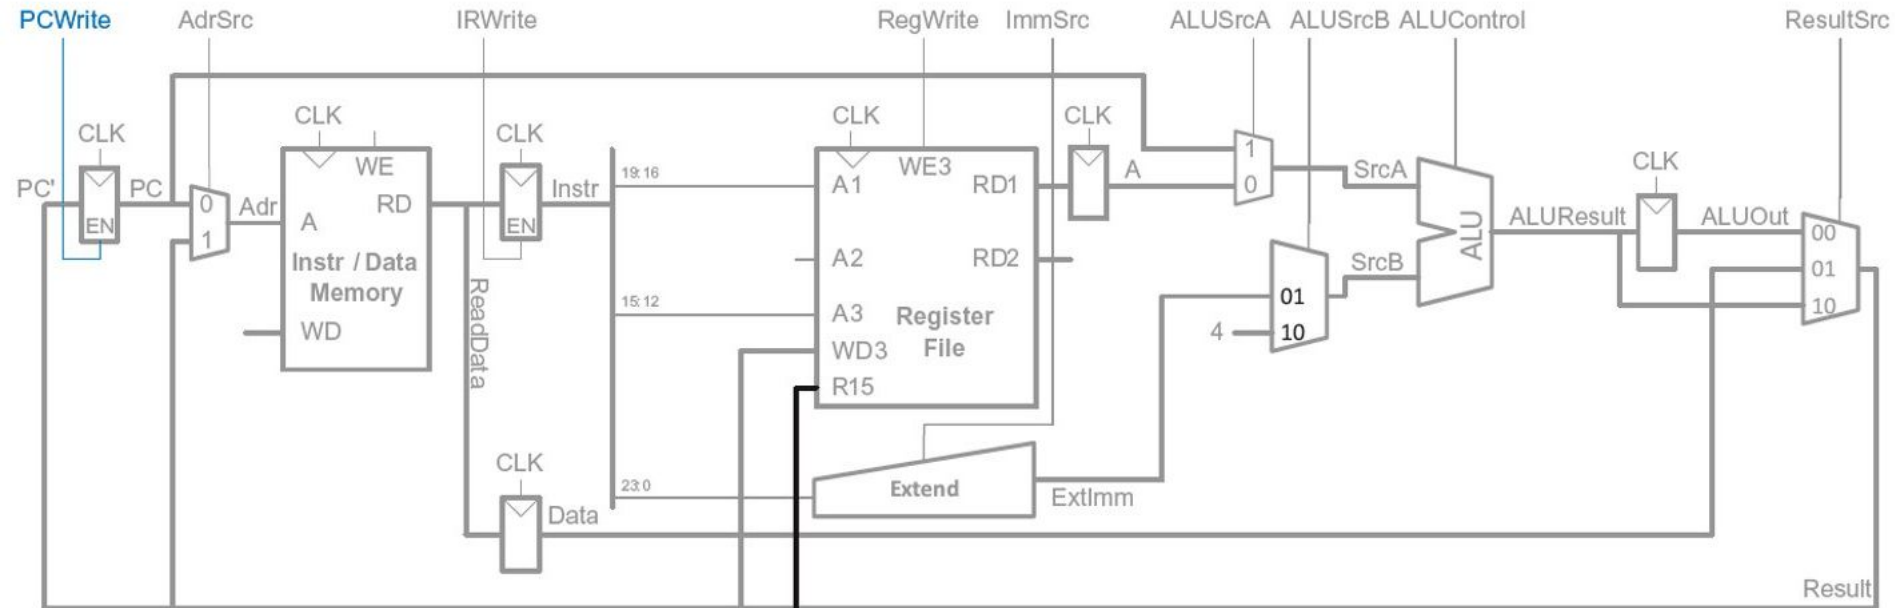 PCWrite
AdrSrc
IRWrite
RegWrite
ImmSrc
ALUSrcA
ALUSrcB
ALUControl
ResultSrc
CLK
CLK
CLK
CLK
CLK
CLK
PC'
EN
PC
0
1
Adr
WE
A
RD
Instr / Data
Memory
WD
EN
Instr
ReadData
19:16
15:12
23:0
A1
WE3
RD1
A2
RD2
A3
Register
File
WD3
R15
A
1
0
SrcA
01
10
4
SrcB
ALU
ALUResult
ALUOut
00
01
10
CLK
Data
Extend
ExtImm
Result